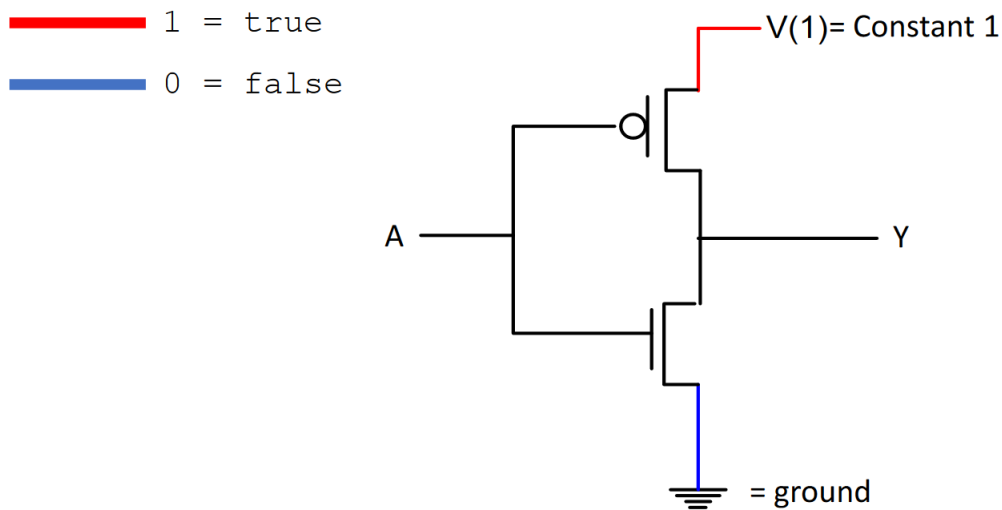 1 = true
V(1)= Constant 1
0 = false
A
Y
= ground